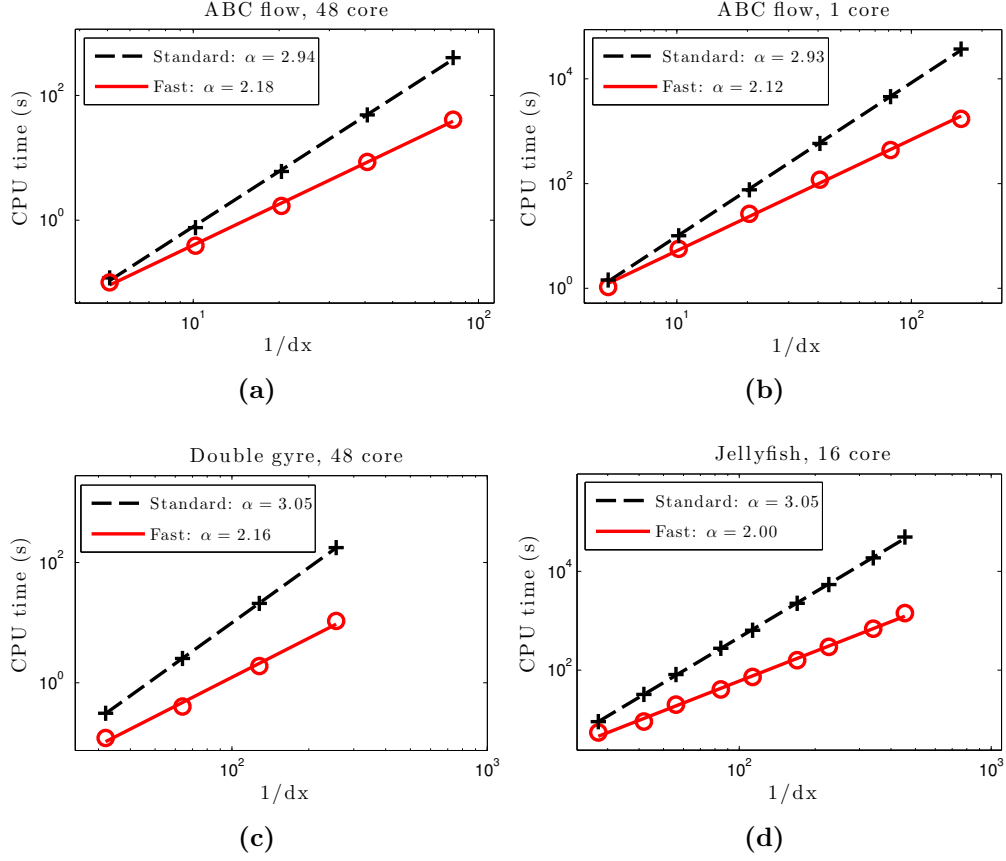 ABC flow, 48 core
Standard: α = 2.94
Fast: α = 2.18
CPU time (s)
10^2
10^0
10^1
10^2
1/dx
(a)
ABC flow, 1 core
Standard: α = 2.93
Fast: α = 2.12
CPU time (s)
10^4
10^2
10^0
10^1
10^2
1/dx
(b)
Double gyre, 48 core
Standard: α = 3.05
Fast: α = 2.16
CPU time (s)
10^2
10^0
10^2
10^3
1/dx
(c)
Jellyfish, 16 core
Standard: α = 3.05
Fast: α = 2.00
CPU time (s)
10^4
10^2
10^2
10^3
1/dx
(d)